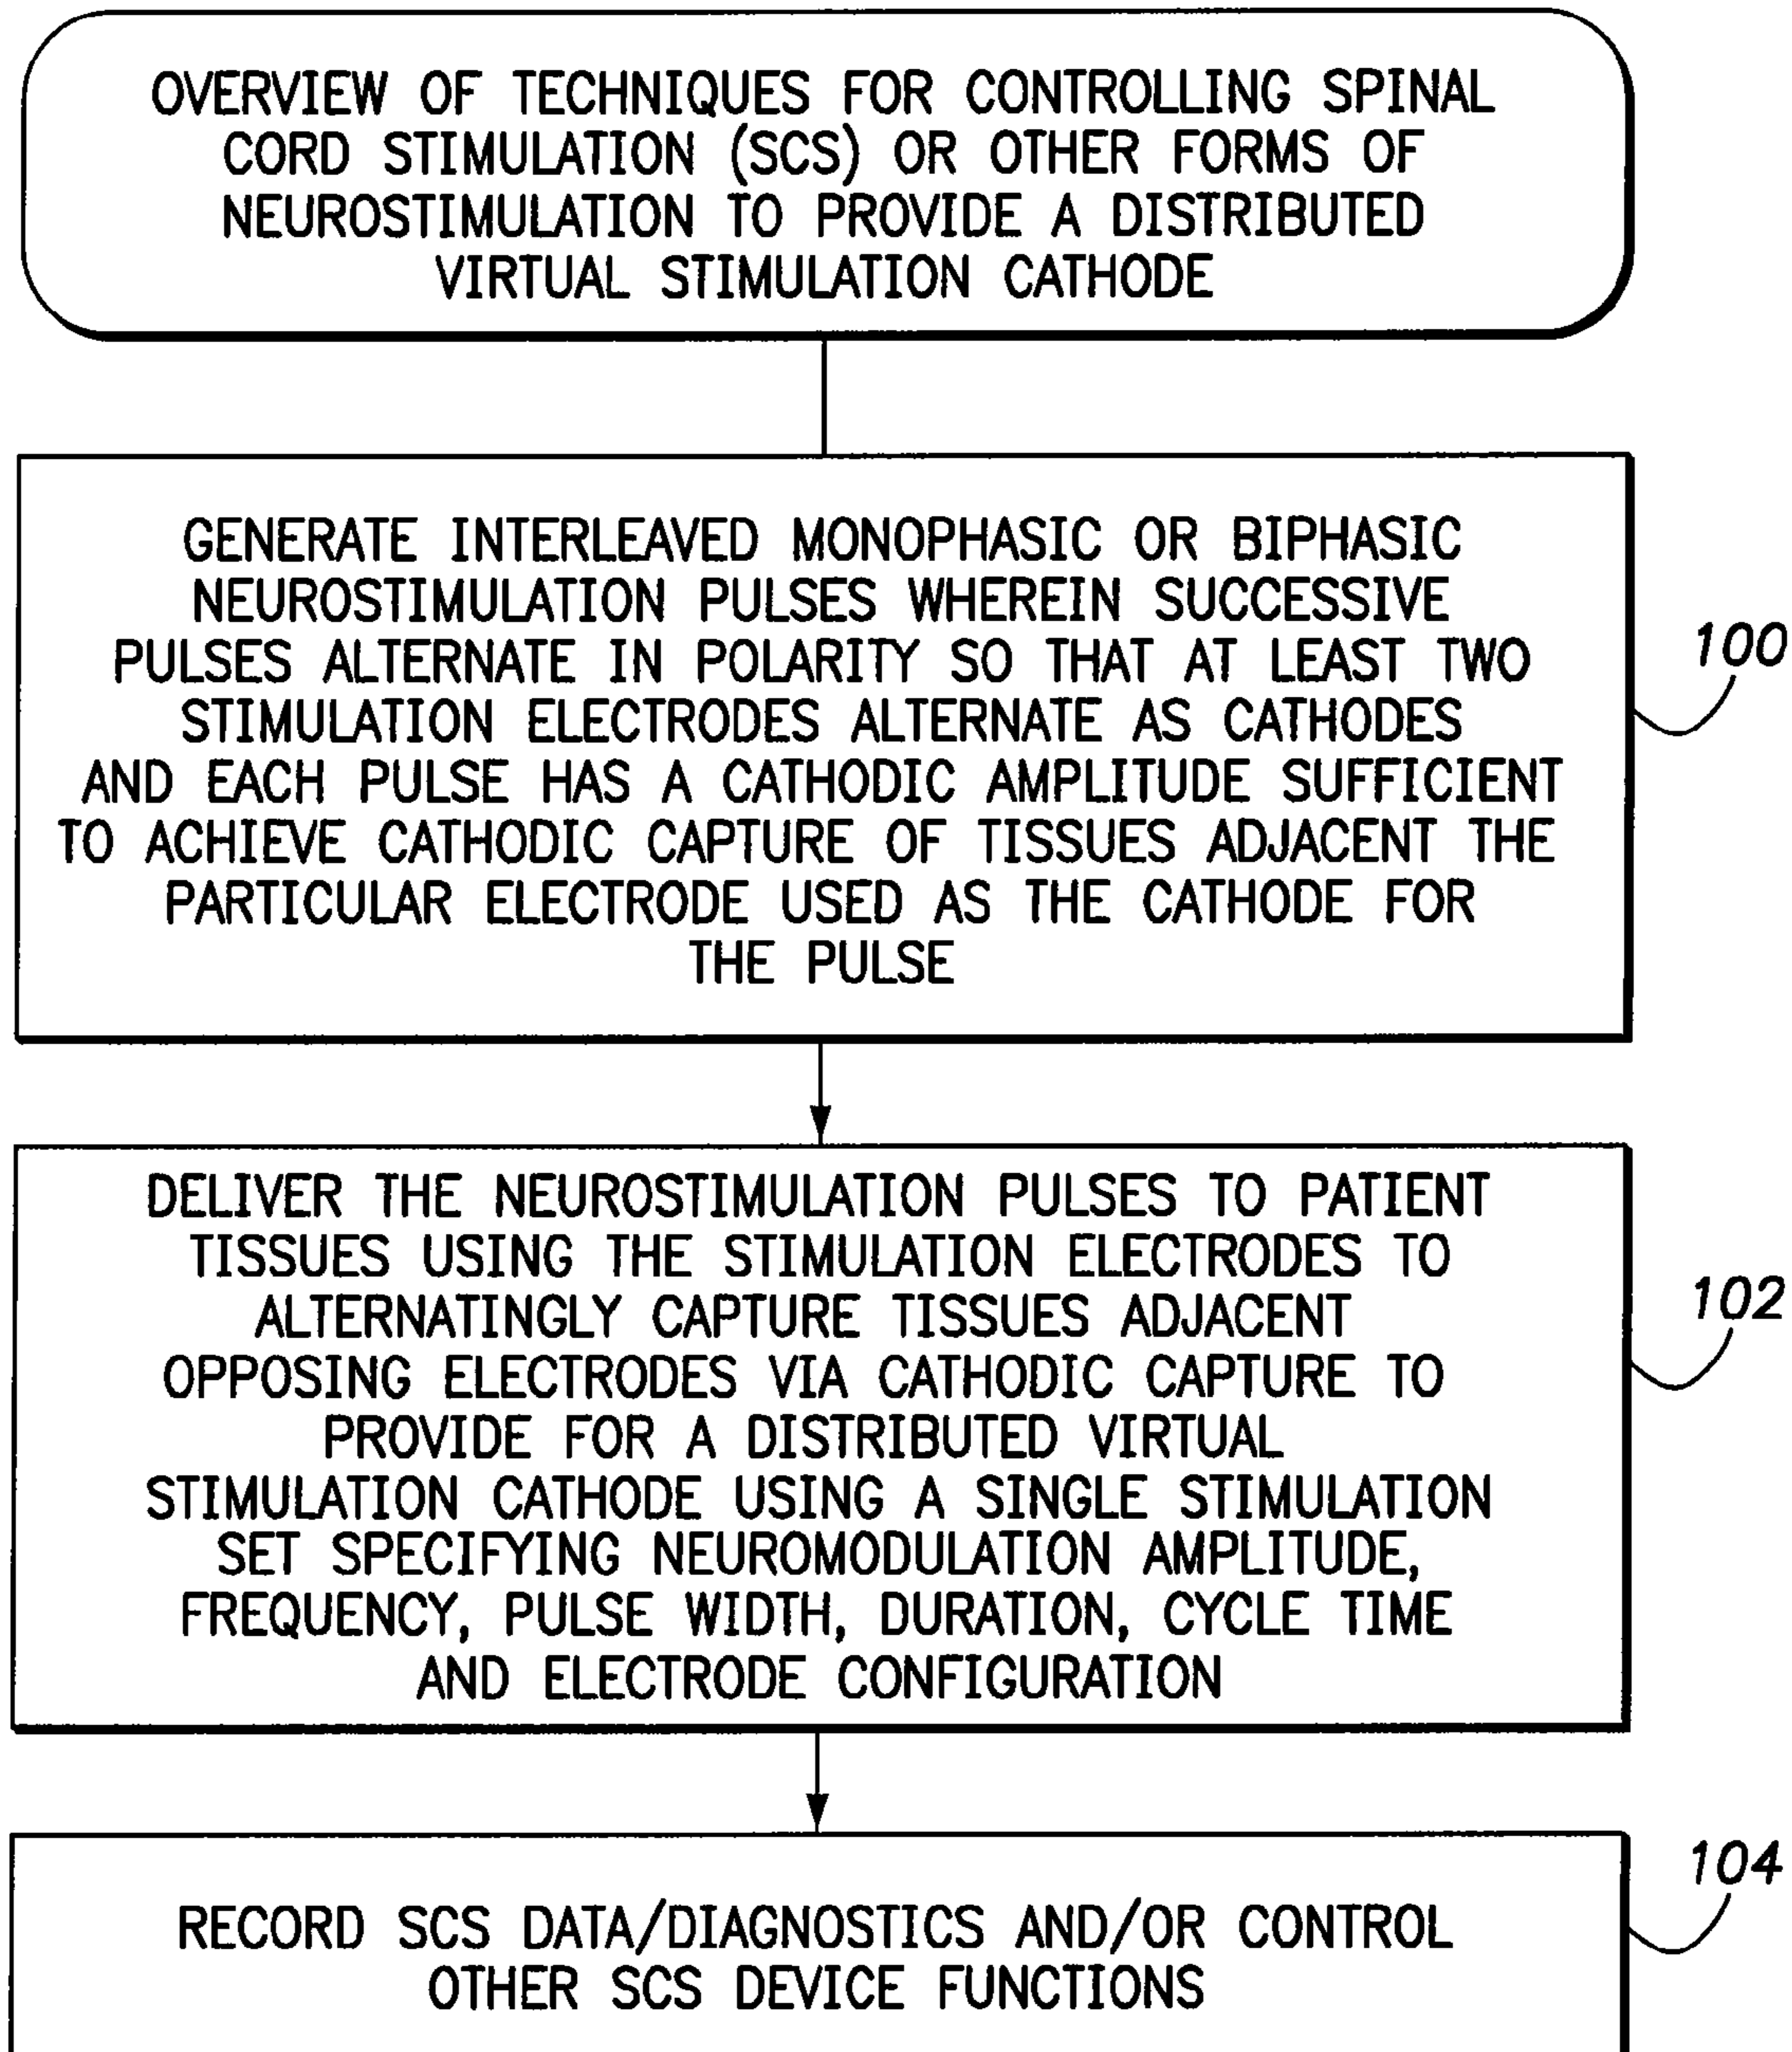 OVERVIEW OF TECHNIQUES FOR CONTROLLING SPINAL
CORD STIMULATION (SCS) OR OTHER FORMS OF
NEUROSTIMULATION TO PROVIDE A DISTRIBUTED
VIRTUAL STIMULATION CATHODE
GENERATE INTERLEAVED MONOPHASIC OR BIPHASIC
NEUROSTIMULATION PULSES WHEREIN SUCCESSIVE
PULSES ALTERNATE IN POLARITY SO THAT AT LEAST TWO
STIMULATION ELECTRODES ALTERNATE AS CATHODES
AND EACH PULSE HAS A CATHODIC AMPLITUDE SUFFICIENT
TO ACHIEVE CATHODIC CAPTURE OF TISSUES ADJACENT THE
PARTICULAR ELECTRODE USED AS THE CATHODE FOR
THE PULSE
100
DELIVER THE NEUROSTIMULATION PULSES TO PATIENT
TISSUES USING THE STIMULATION ELECTRODES TO
ALTERNATINGLY CAPTURE TISSUES ADJACENT
OPPOSING ELECTRODES VIA CATHODIC CAPTURE TO
PROVIDE FOR A DISTRIBUTED VIRTUAL
STIMULATION CATHODE USING A SINGLE STIMULATION
SET SPECIFYING NEUROMODULATION AMPLITUDE,
FREQUENCY, PULSE WIDTH, DURATION, CYCLE TIME
AND ELECTRODE CONFIGURATION
102
RECORD SCS DATA/DIAGNOSTICS AND/OR CONTROL
OTHER SCS DEVICE FUNCTIONS
104